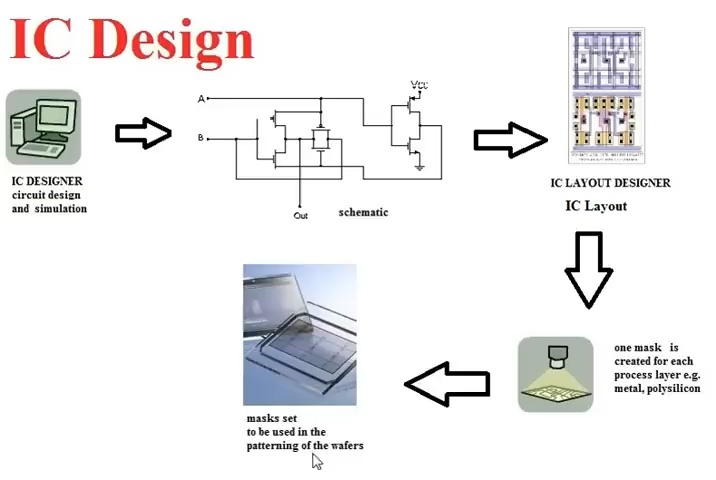 IC Design
IC DESIGNER
circuit design
and simulation
A
B
Vcc
Out
schematic
IC LAYOUT DESIGNER
IC Layout
one mask is
created for each
process layer e.g.
metal, polysilicon
masks set
to be used in the
patterning of the wafers